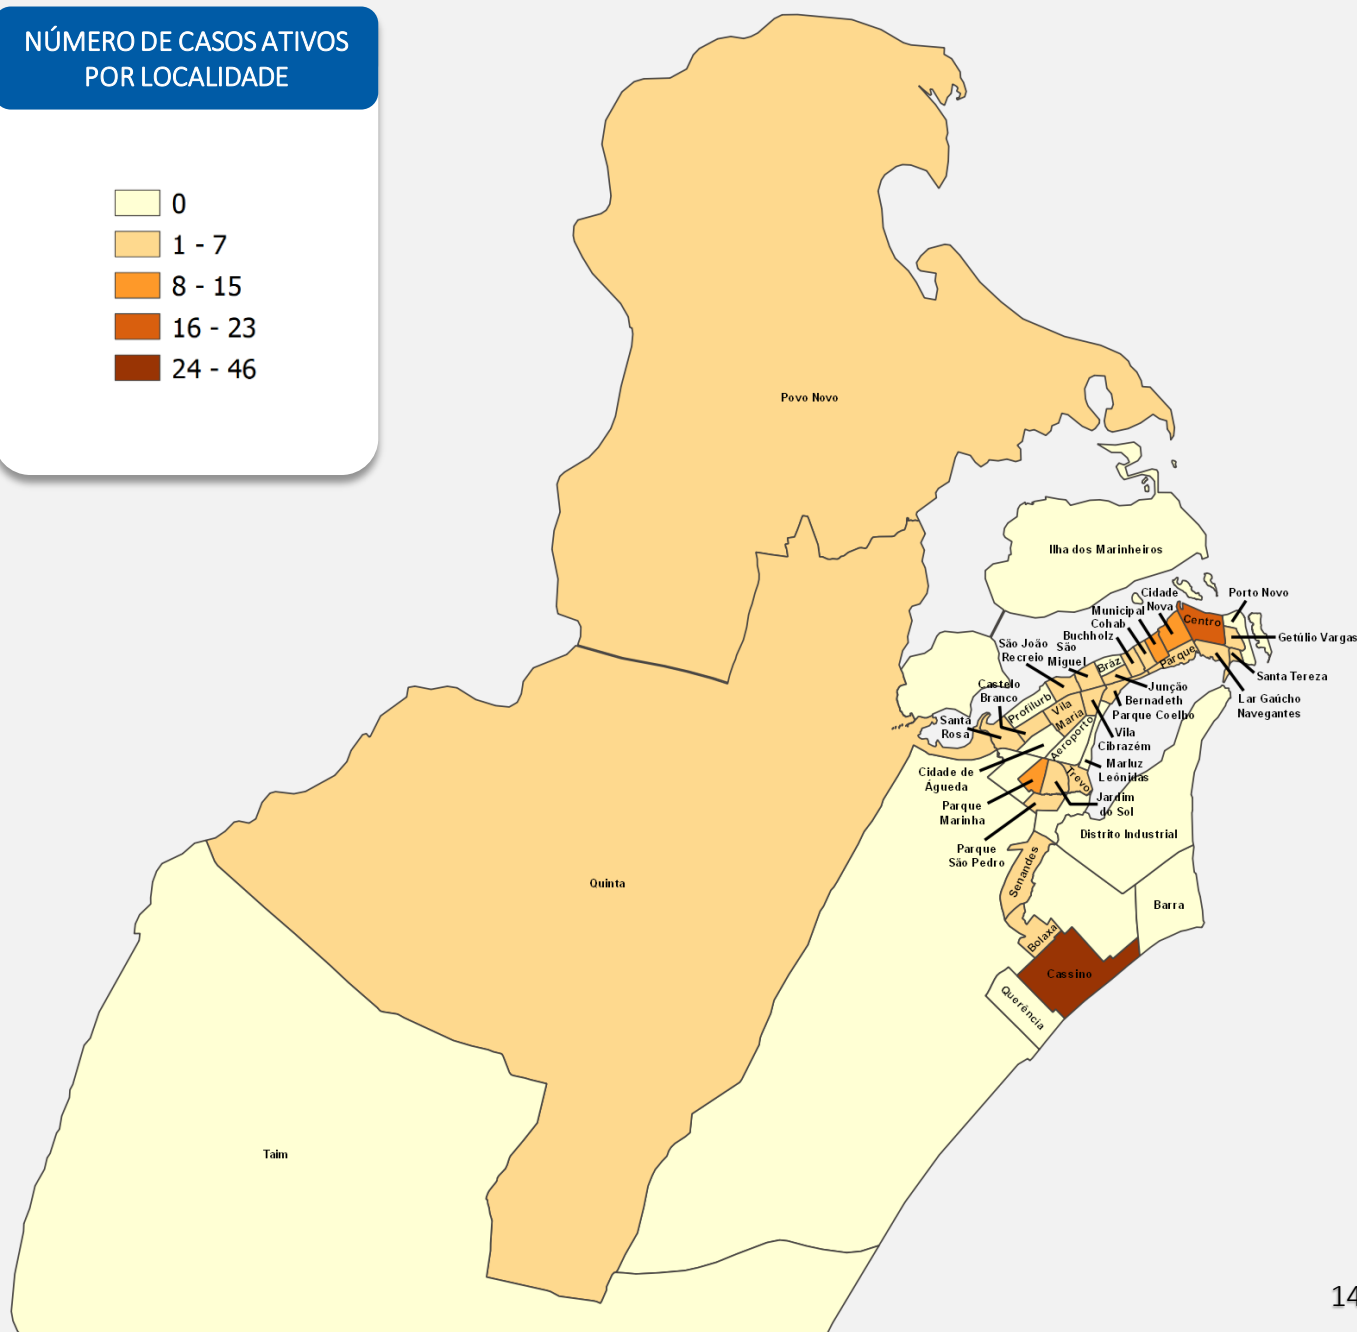 NÚMERO DE CASOS ATIVOS
POR LOCALIDADE
0
1 - 7
8 - 15
16 - 23
24 - 46
Povo Novo
Ilha dos Marinheiros
Cidade
Nova
Porto Novo
Municipal
Cohab
Centro
Buchholz
Getúlio Vargas
São João
Recreio
São
Miguel
Bráz
Parque
Santa Tereza
Castelo
Branco
Junção
Bernadeth
Parque Coelho
Lar Gaúcho
Navegantes
Profilurb
Vila
Maria
Santa
Rosa
Aeroporto
Vila
Cibrazém
Marluz
Leónidas
Cidade de
Águeda
Trevo
Parque
Marinha
Jardim
do Sol
Distrito Industrial
Parque
São Pedro
Senandes
Quinta
Barra
Bolaxa
Cassino
Querência
Taim
14